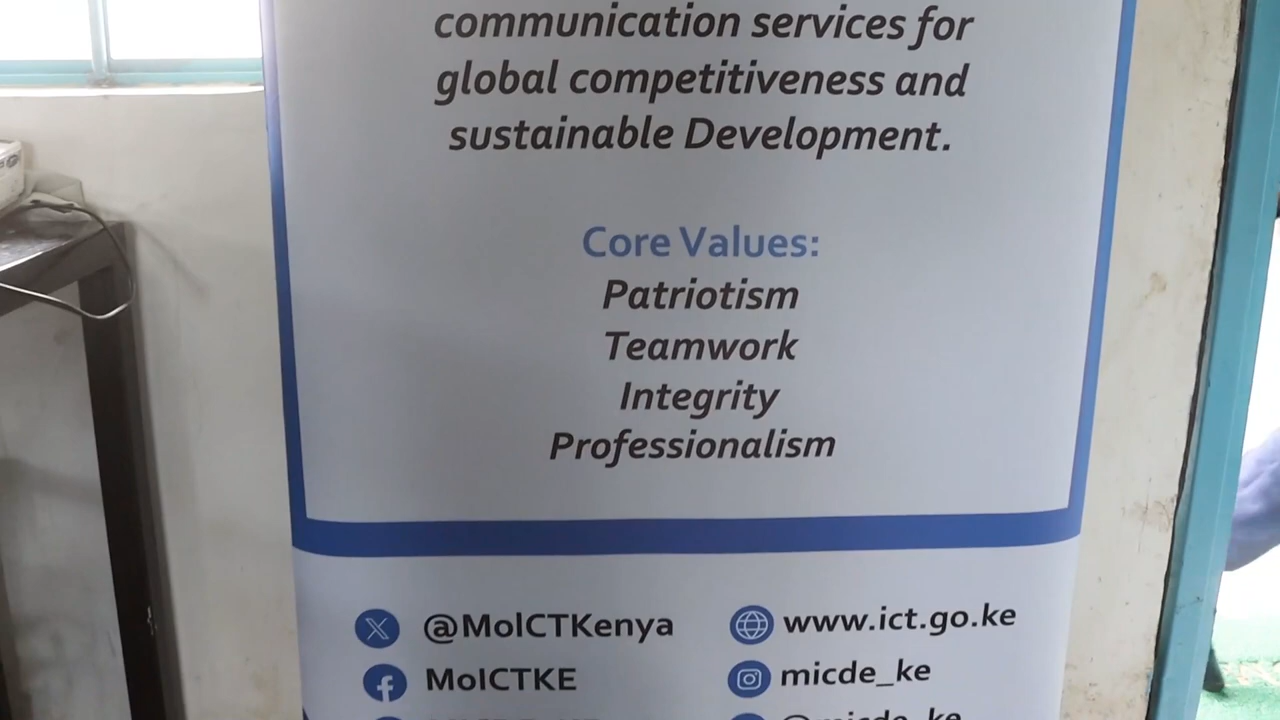 communication services for
global competitiveness and
sustainable Development.
Core Values:
Patriotism
Teamwork
Integrity
Professionalism
@MoICTKenya
www.ict.go.ke
MoICTKE
micde_ke
@micde_ke